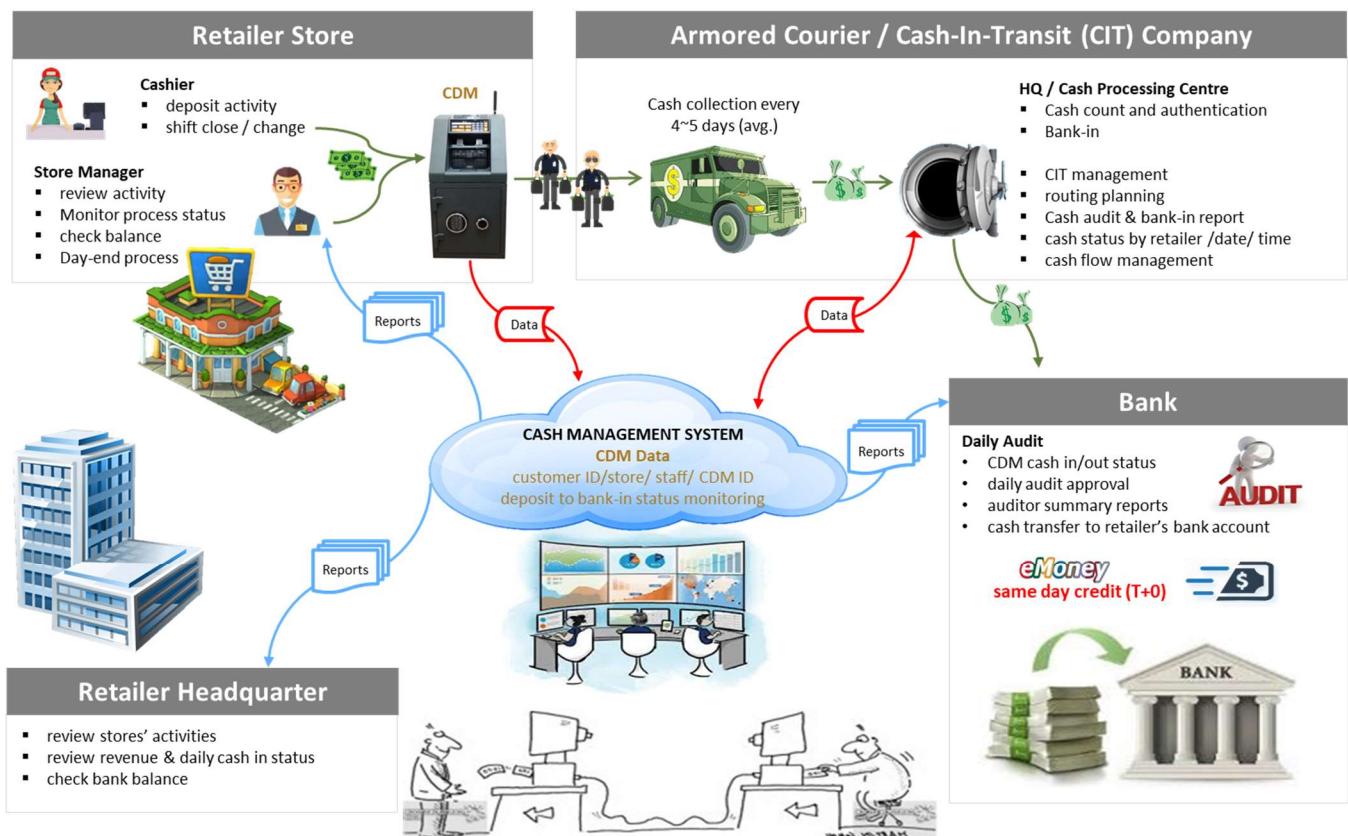 Retailer Store
Cashier
▪ deposit activity
▪ shift close / change
Store Manager
▪ review activity
▪ Monitor process status
▪ check balance
▪ Day-end process
CDM
Armored Courier / Cash-In-Transit (CIT) Company
Cash collection every
4~5 days (avg.)
HQ / Cash Processing Centre
▪ Cash count and authentication
▪ Bank-in
▪ CIT management
▪ routing planning
▪ Cash audit & bank-in report
▪ cash status by retailer /date/ time
▪ cash flow management
Reports
Data
Data
CASH MANAGEMENT SYSTEM
CDM Data
customer ID/store/ staff/ CDM ID
deposit to bank-in status monitoring
Reports
Reports
Bank
Daily Audit
• CDM cash in/out status
• daily audit approval
• auditor summary reports
• cash transfer to retailer's bank account
AUDIT
eMoney
same day credit (T+0)
BANK
Retailer Headquarter
▪ review stores' activities
▪ review revenue & daily cash in status
▪ check bank balance